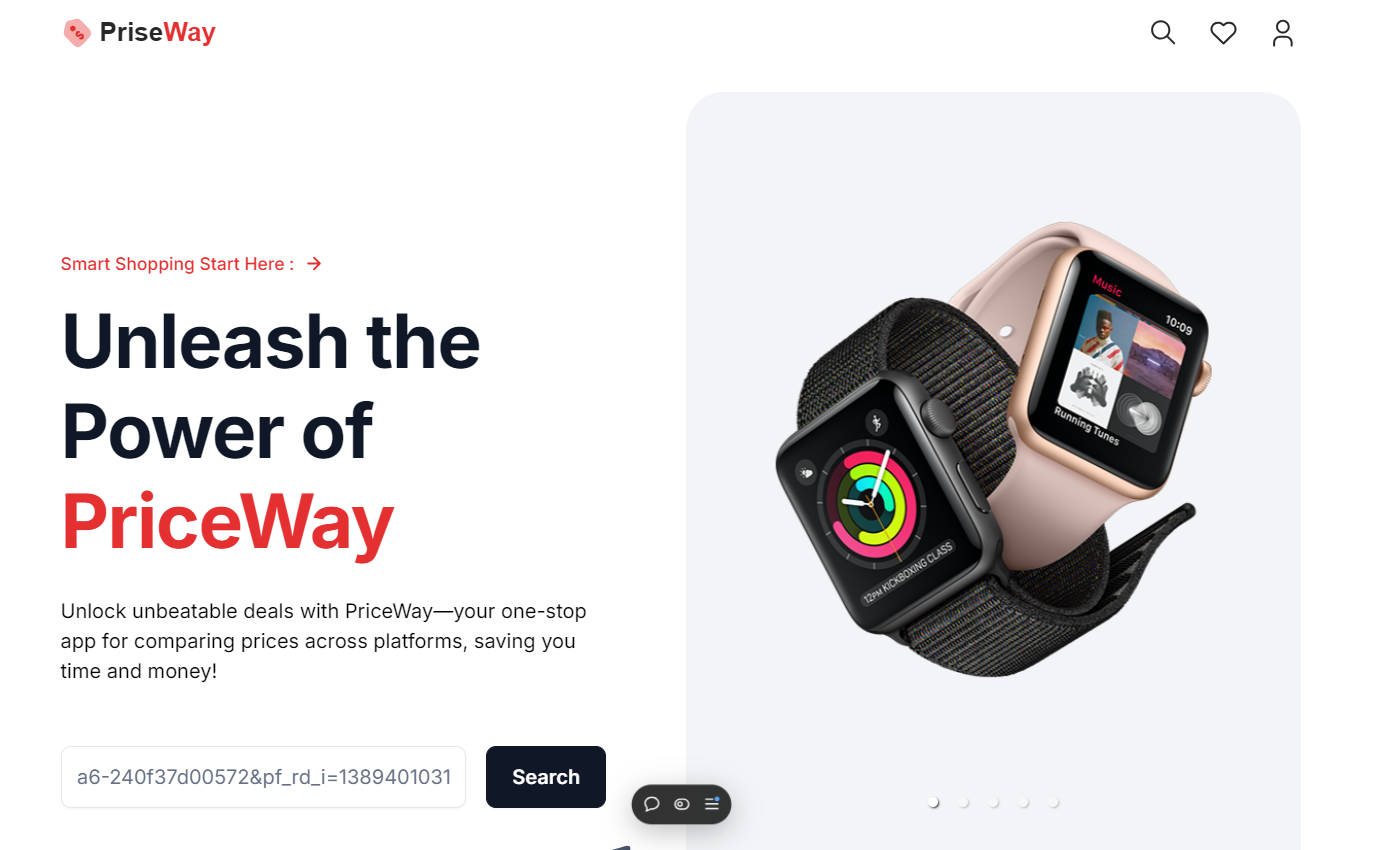 PriseWay
Smart Shopping Start Here :
Unleash the
Power of
PriceWay
Unlock unbeatable deals with PriceWay—your one-stop
app for comparing prices across platforms, saving you
time and money!
a6-240f37d00572&pf_rd_i=1389401031
Search
Music
10:09
Running Tunes
12PM KICKBOXING CLASS